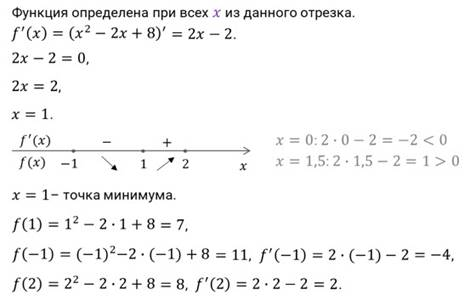 Функция определена при всех x из данного отрезка.
f′(x) = (x² − 2x + 8)′ = 2x − 2.
2x − 2 = 0,
2x = 2,
x = 1.
f′(x) − +
f(x) −1 1 2 x
x = 0: 2 · 0 − 2 = −2 < 0
x = 1,5: 2 · 1,5 − 2 = 1 > 0
x = 1− точка минимума.
f(1) = 1² − 2 · 1 + 8 = 7,
f(−1) = (−1)²−2 · (−1) + 8 = 11, f′(−1) = 2 · (−1) − 2 = −4,
f(2) = 2² − 2 · 2 + 8 = 8, f′(2) = 2 · 2 − 2 = 2.